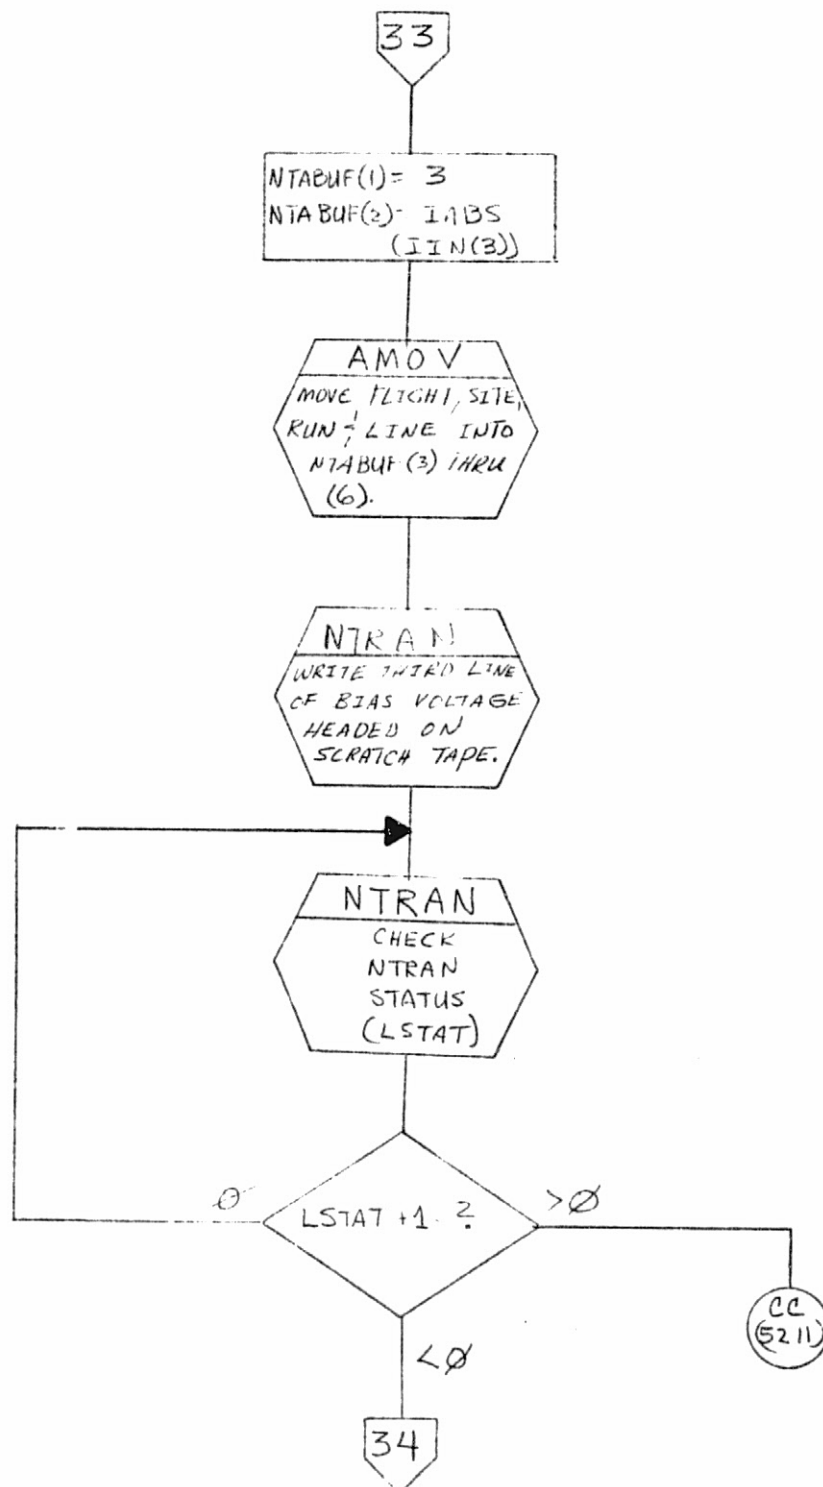 33
NTABUF(1)= 3
NTABUF(2)- IABS
(IIN(3))
AMOV
MOVE FLIGHT, SITE,
RUN & LINE INTO
NTABUF(3) THRU
(6).
NTRAN
WRITE THIRD LINE
OF BIAS VOLTAGE
HEADED ON
SCRATCH TAPE.
NTRAN
CHECK
NTRAN
STATUS
(LSTAT)
0
LSTAT +1 ?
>Ø
CC
(5211)
<Ø
34